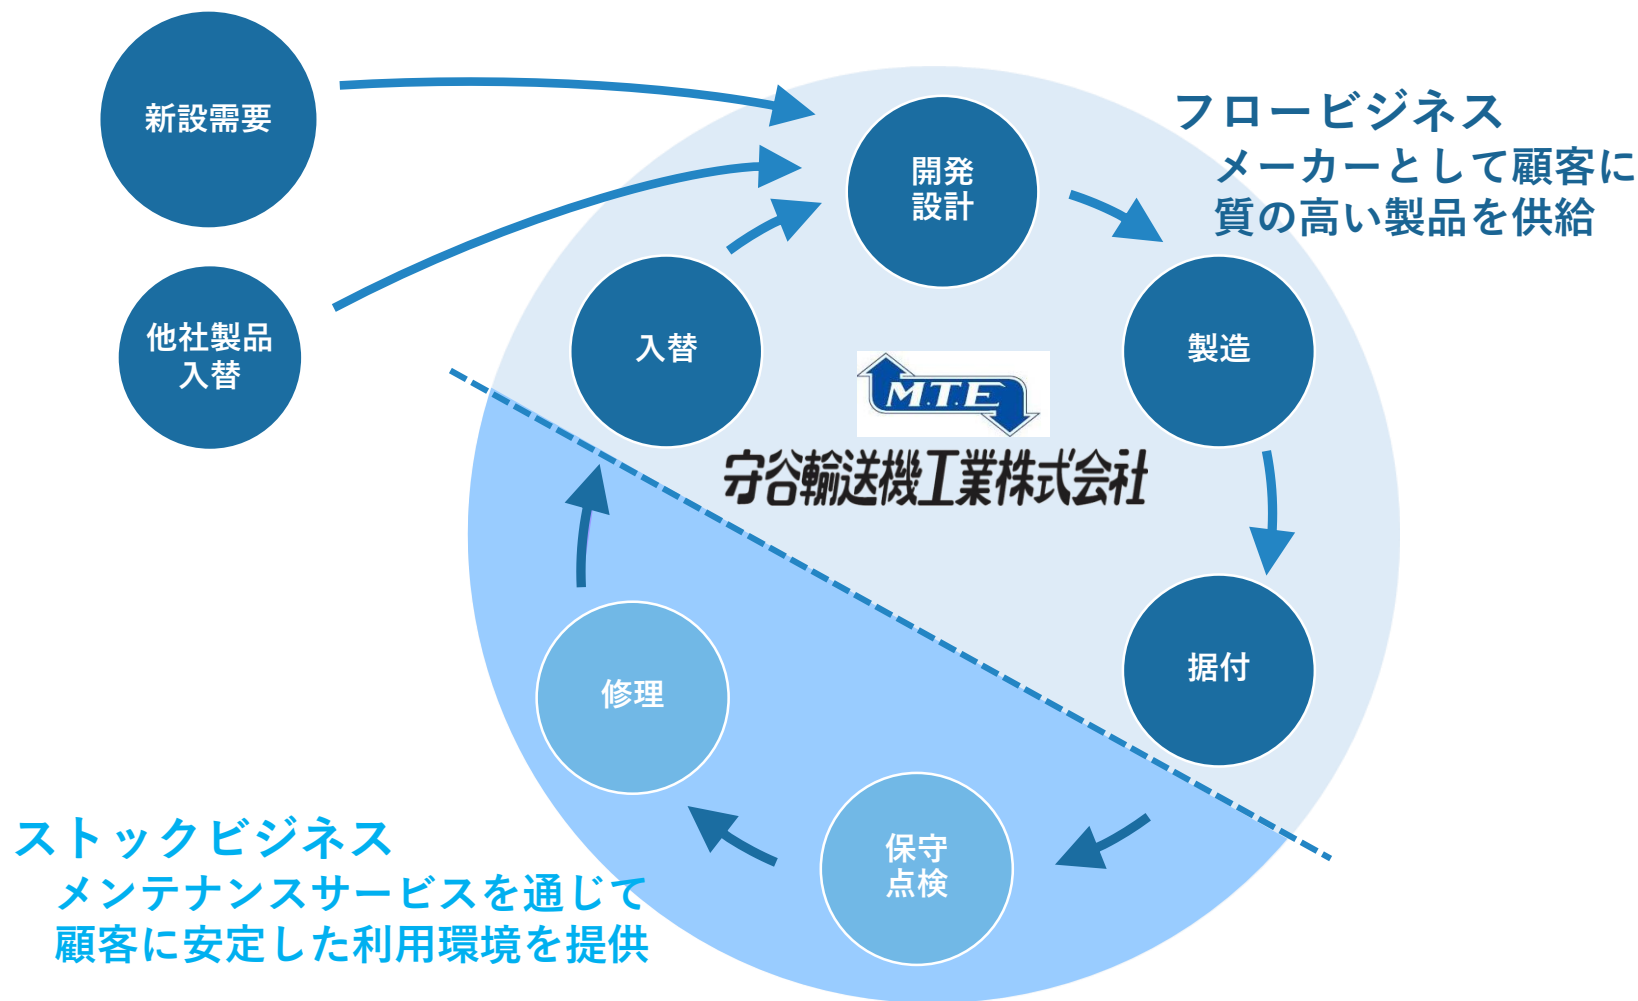 新設需要
他社製品
入替
フロービジネス
メーカーとして顧客に
質の高い製品を供給
開発
設計
入替
製造
M.T.E
守谷輸送機工業株式会社
据付
修理
保守
点検
ストックビジネス
メンテナンスサービスを通じて
顧客に安定した利用環境を提供